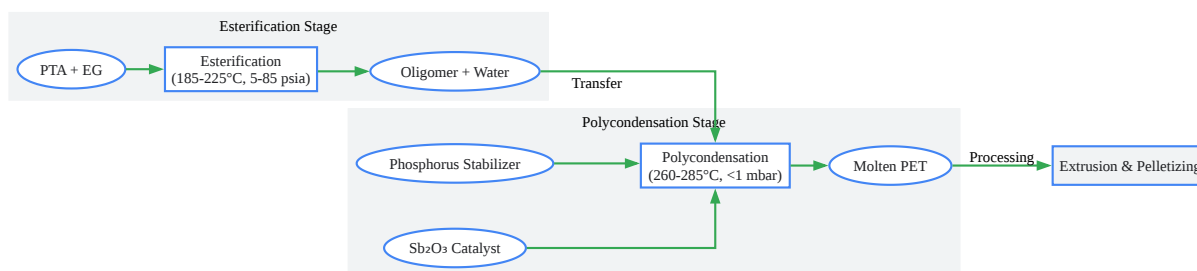 Esterification Stage
PTA + EG
Esterification
(185-225°C, 5-85 psia)
Oligomer + Water
Transfer
Polycondensation Stage
Phosphorus Stabilizer
Polycondensation
(260-285°C, <1 mbar)
Molten PET
Processing
Extrusion & Pelletizing
Sb₂O₃ Catalyst